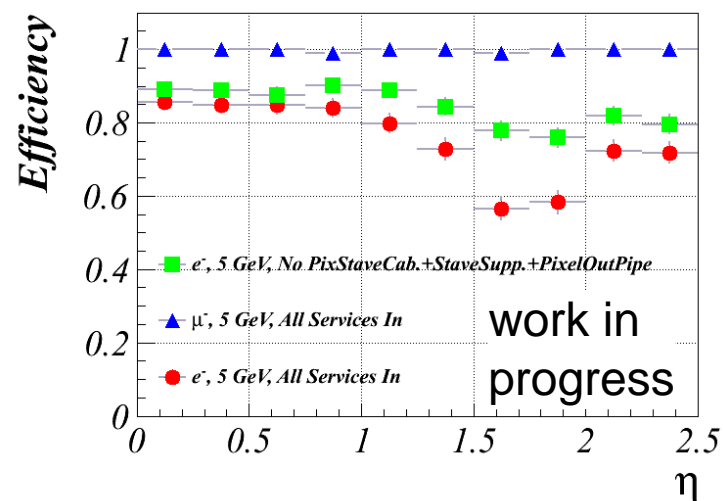 Efficiency
1
0.8
0.6
0.4
0.2
0
e⁻, 5 GeV, No PixStaveCab.+StaveSupp.+PixelOutPipe
μ⁻, 5 GeV, All Services In
e⁻, 5 GeV, All Services In
work in
progress
0 0.5 1 1.5 2 2.5
η